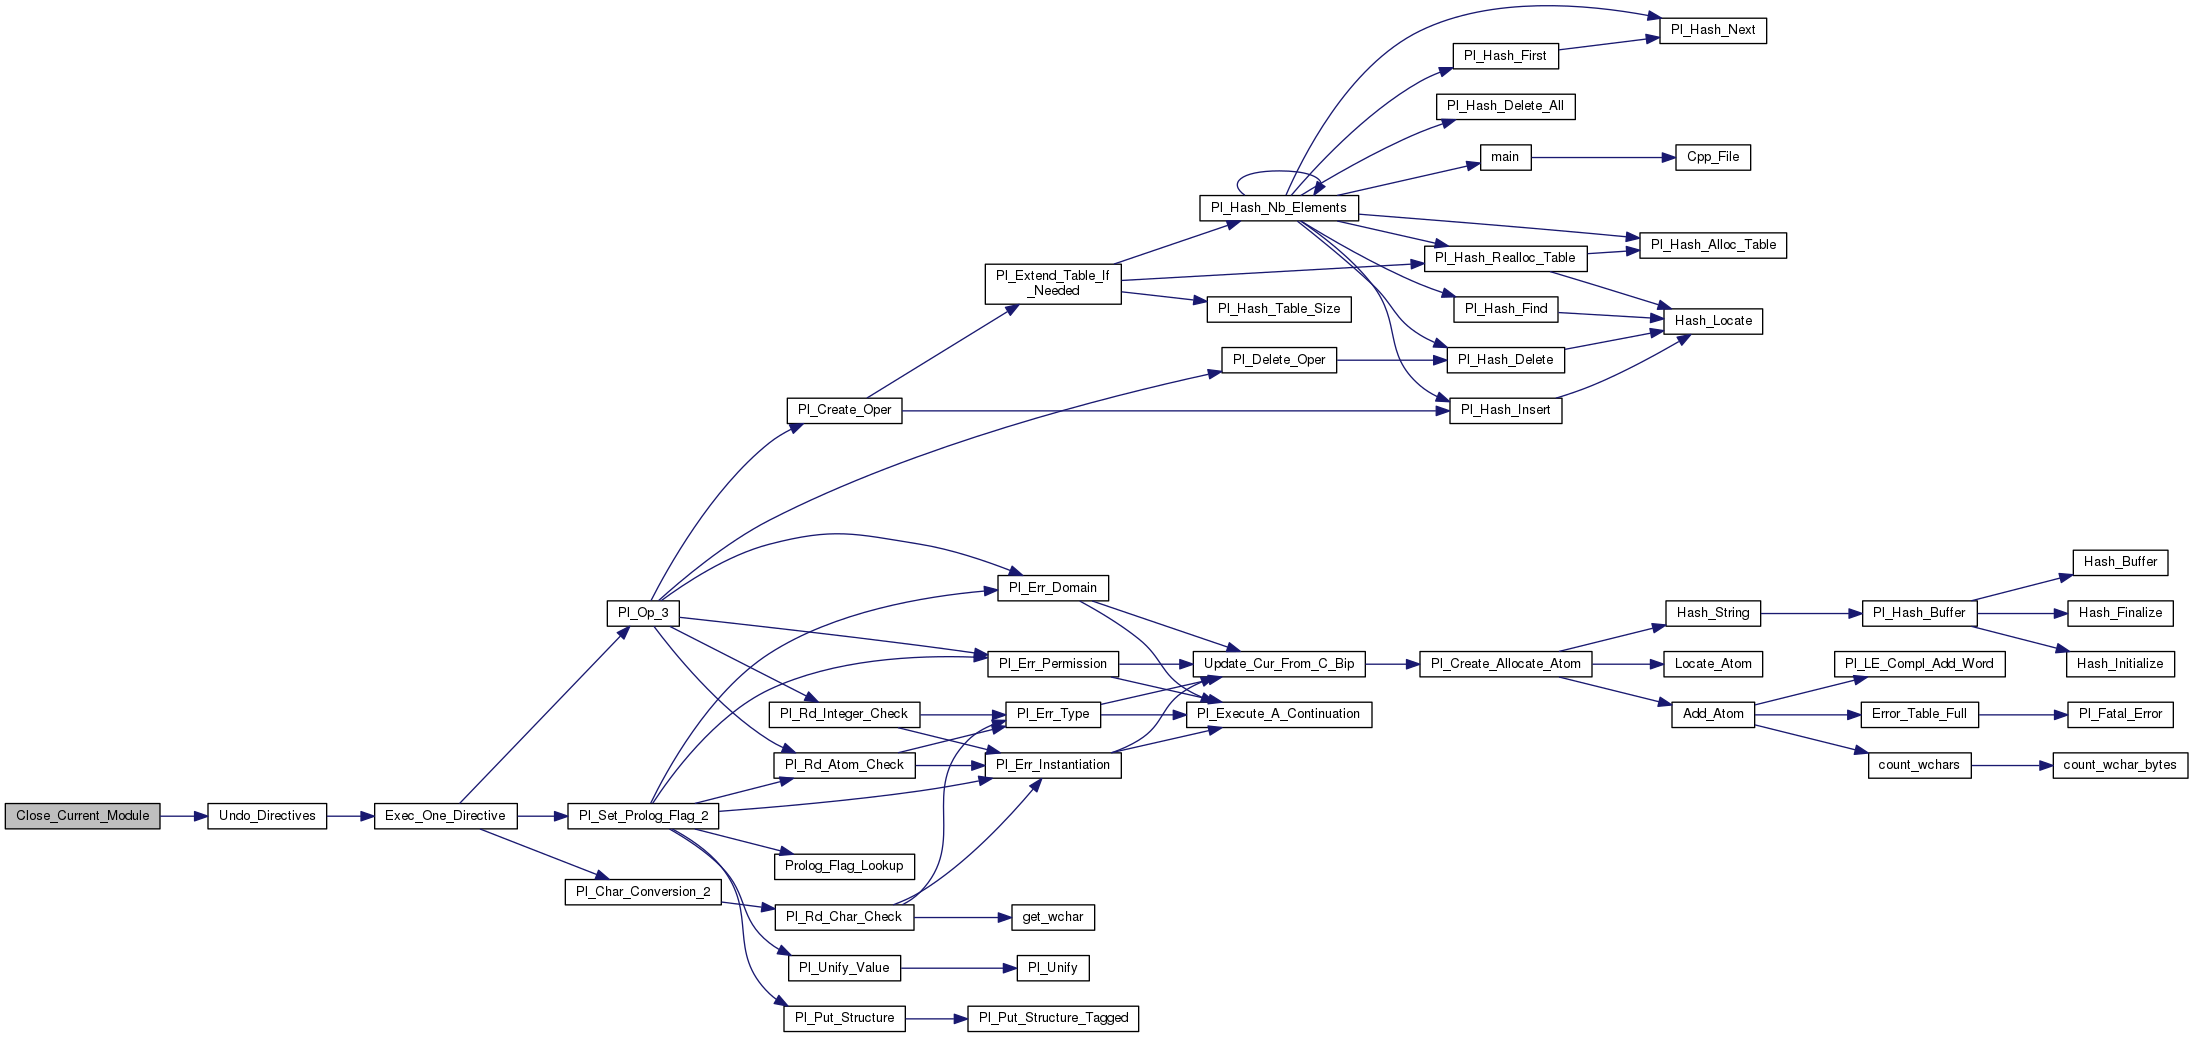 Pl_Hash_Next
Pl_Hash_First
Pl_Hash_Delete_All
main
Cpp_File
Pl_Hash_Nb_Elements
Pl_Hash_Alloc_Table
Pl_Hash_Realloc_Table
Pl_Extend_Table_If
_Needed
Pl_Hash_Table_Size
Pl_Hash_Find
Hash_Locate
Pl_Delete_Oper
Pl_Hash_Delete
Pl_Create_Oper
Pl_Hash_Insert
Hash_Buffer
Pl_Err_Domain
Pl_Op_3
Hash_String
Pl_Hash_Buffer
Hash_Finalize
Pl_Err_Permission
Update_Cur_From_C_Bip
Pl_Create_Allocate_Atom
Locate_Atom
Pl_LE_Compl_Add_Word
Hash_Initialize
Pl_Rd_Integer_Check
Pl_Err_Type
Pl_Execute_A_Continuation
Add_Atom
Error_Table_Full
Pl_Fatal_Error
Pl_Rd_Atom_Check
Pl_Err_Instantiation
count_wchars
count_wchar_bytes
Close_Current_Module
Undo_Directives
Exec_One_Directive
Pl_Set_Prolog_Flag_2
Prolog_Flag_Lookup
Pl_Char_Conversion_2
Pl_Rd_Char_Check
get_wchar
Pl_Unify_Value
Pl_Unify
Pl_Put_Structure
Pl_Put_Structure_Tagged